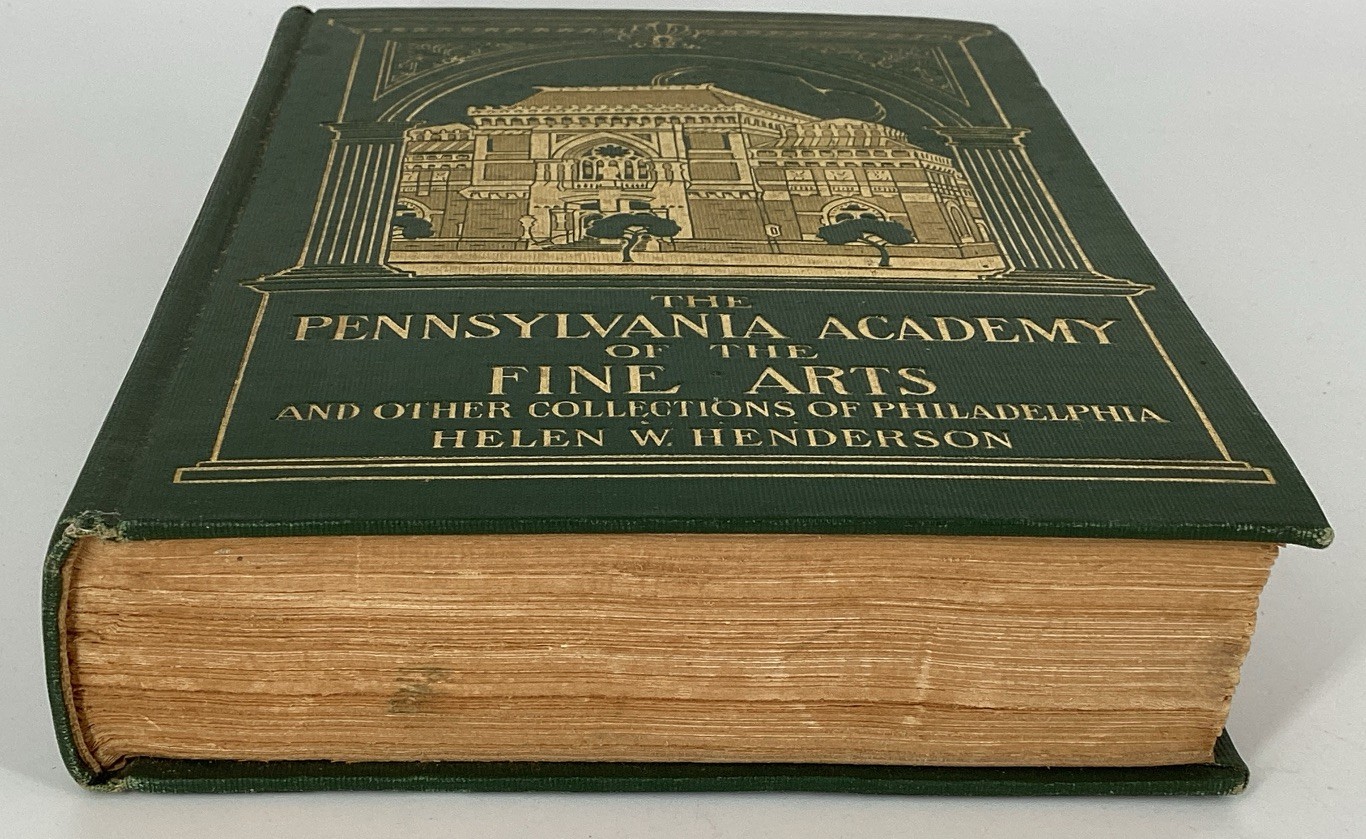 THE
PENNSYLVANIA ACADEMY
OF THE
FINE ARTS
AND OTHER COLLECTIONS OF PHILADELPHIA
HELEN W. HENDERSON